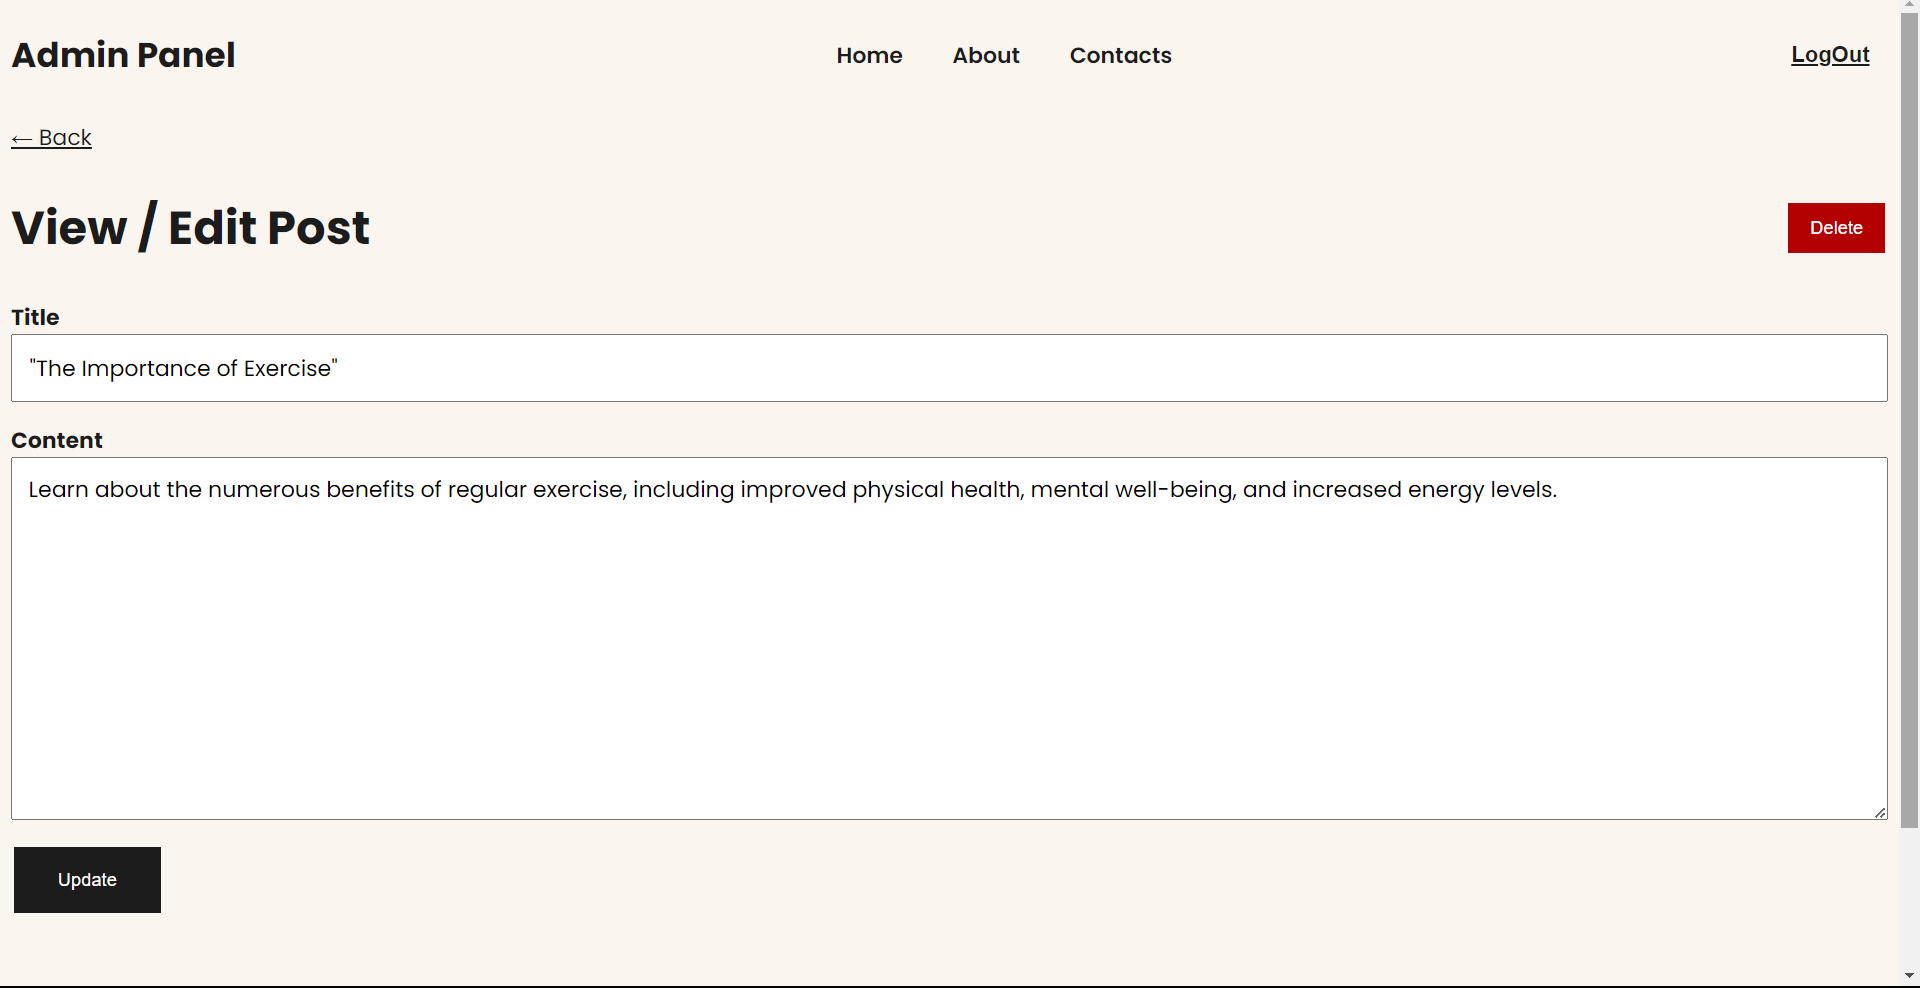 Admin Panel
Home About Contacts
LogOut
← Back
View / Edit Post
Delete
Title
"The Importance of Exercise"
Content
Learn about the numerous benefits of regular exercise, including improved physical health, mental well-being, and increased energy levels.
Update